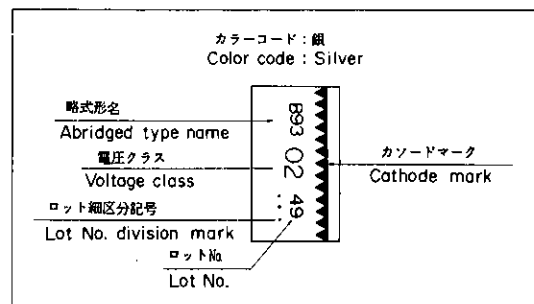 カラーコード：銀
Color code : Silver
略式形名
Abridged type name
電圧クラス
Voltage class
ロット細区分記号
Lot No. division mark
ロットNo.
Lot No.
B93 02 49
カソードマーク
Cathode mark